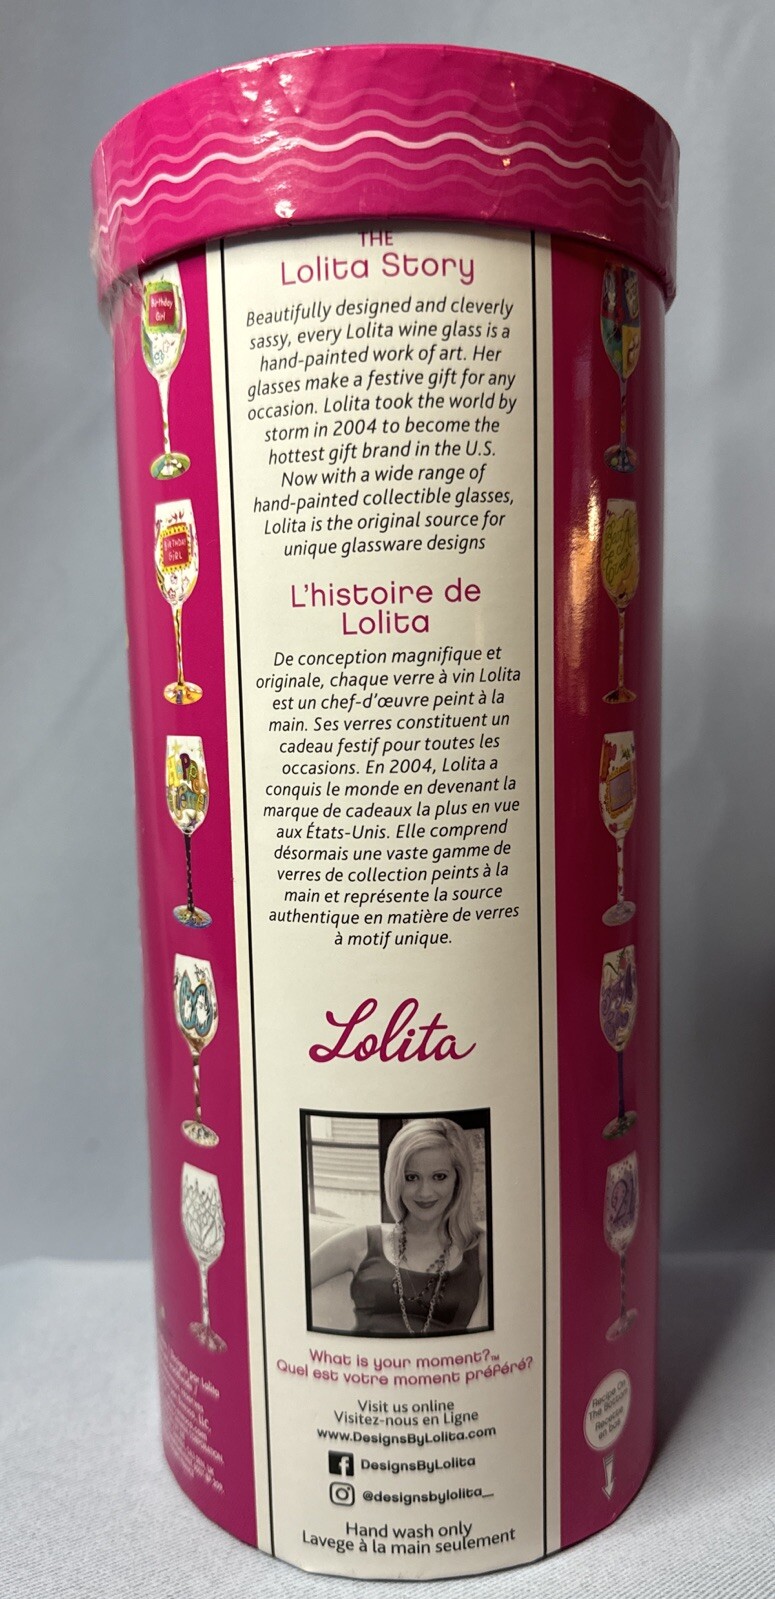 THE
Lolita Story
Beautifully designed and cleverly
sassy, every Lolita wine glass is a
hand-painted work of art. Her
glasses make a festive gift for any
occasion. Lolita took the world by
storm in 2004 to become the
hottest gift brand in the U.S.
Now with a wide range of
hand-painted collectible glasses,
Lolita is the original source for
unique glassware designs
L'histoire de
Lolita
De conception magnifique et
originale, chaque verre à vin Lolita
est un chef-d'œuvre peint à la
main. Ses verres constituent un
cadeau festif pour toutes les
occasions. En 2004, Lolita a
conquis le monde en devenant la
marque de cadeaux la plus en vue
aux États-Unis. Elle comprend
désormais une vaste gamme de
verres de collection peints à la
main et représente la source
authentique en matière de verres
à motif unique.
Lolita
What is your moment?™
Quel est votre moment préféré?
Visit us online
Visitez-nous en Ligne
www.DesignsByLolita.com
DesignsByLolita
@designsbylolita_
Hand wash only
Lavege à la main seulement
Birthday
Girl
BIRTHDAY
GIRL
Recipe On
The Bottom
Recette
en bas